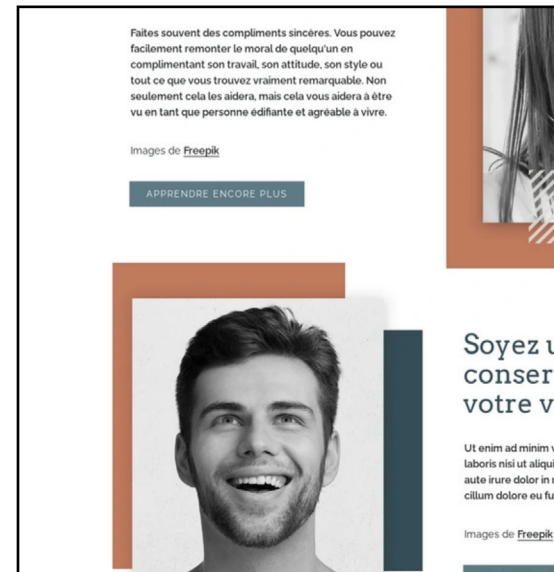 Faites souvent des compliments sincères. Vous pouvez
facilement remonter le moral de quelqu'un en
complimentant son travail, son attitude, son style ou
tout ce que vous trouvez vraiment remarquable. Non
seulement cela les aidera, mais cela vous aidera à être
vu en tant que personne édifiante et agréable à vivre.
Images de Freepik
APPRENDRE ENCORE PLUS
Soyez
conser
votre v
Ut enim ad minim
laboris nisi ut aliqui
aute irure dolor in
cillum dolore eu fu
Images de Freepik